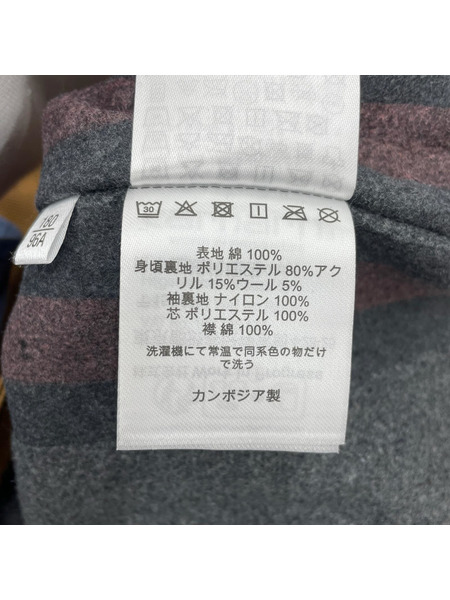 180
96A
30
表地 綿 100%
身頃裏地 ポリエステル 80%アク
リル 15%ウール 5%
袖裏地 ナイロン 100%
芯 ポリエステル 100%
襟 綿 100%
洗濯機にて常温で同系色の物だけ
で洗う
カンボジア製